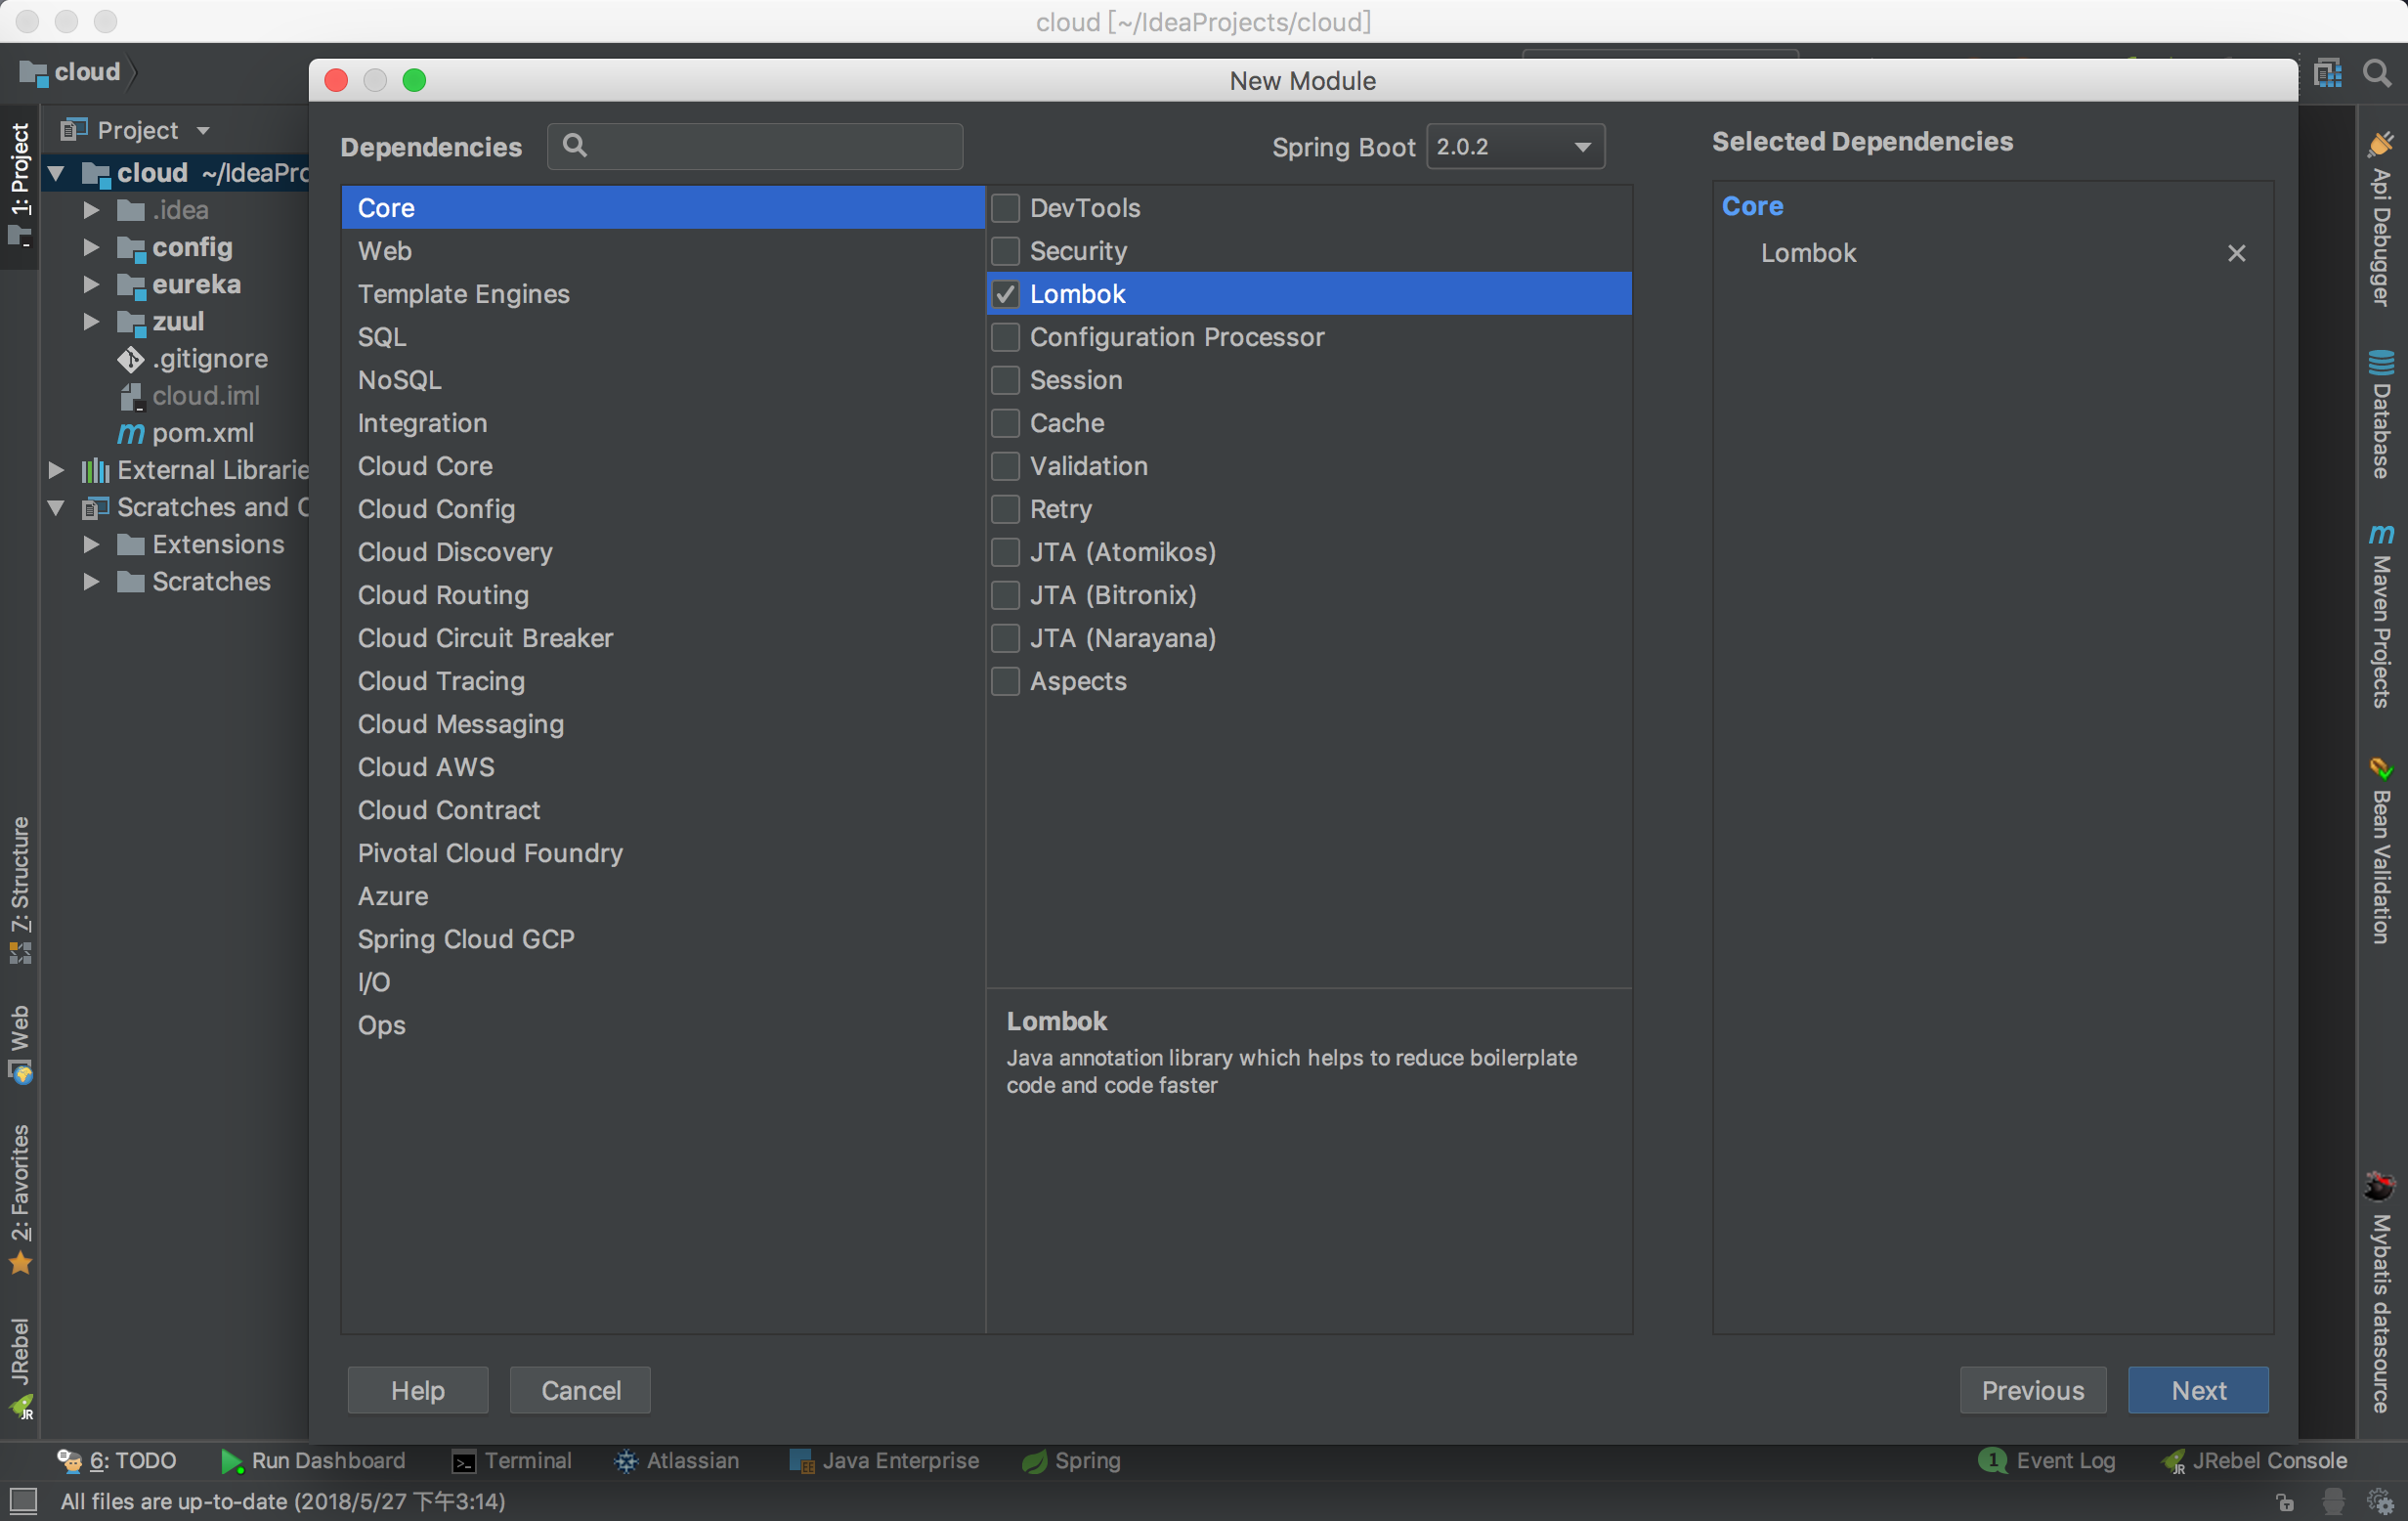 cloud [~/IdeaProjects/cloud]
cloud
New Module
1: Project
Project
cloud ~/IdeaPro
.idea
config
eureka
zuul
.gitignore
cloud.iml
pom.xml
External Librarie
Scratches and C
Extensions
Scratches
Z: Structure
Web
2: Favorites
JRebel
Dependencies
Spring Boot 2.0.2
Core
Web
Template Engines
SQL
NoSQL
Integration
Cloud Core
Cloud Config
Cloud Discovery
Cloud Routing
Cloud Circuit Breaker
Cloud Tracing
Cloud Messaging
Cloud AWS
Cloud Contract
Pivotal Cloud Foundry
Azure
Spring Cloud GCP
I/O
Ops
DevTools
Security
Lombok
Configuration Processor
Session
Cache
Validation
Retry
JTA (Atomikos)
JTA (Bitronix)
JTA (Narayana)
Aspects
Lombok
Java annotation library which helps to reduce boilerplate
code and code faster
Selected Dependencies
Core
Lombok
Help
Cancel
Previous
Next
Api Debugger
Database
m
Maven Projects
Bean Validation
Mybatis datasource
6: TODO
Run Dashboard
Terminal
Atlassian
Java Enterprise
Spring
1 Event Log
JRebel Console
All files are up-to-date (2018/5/27 下午3:14)